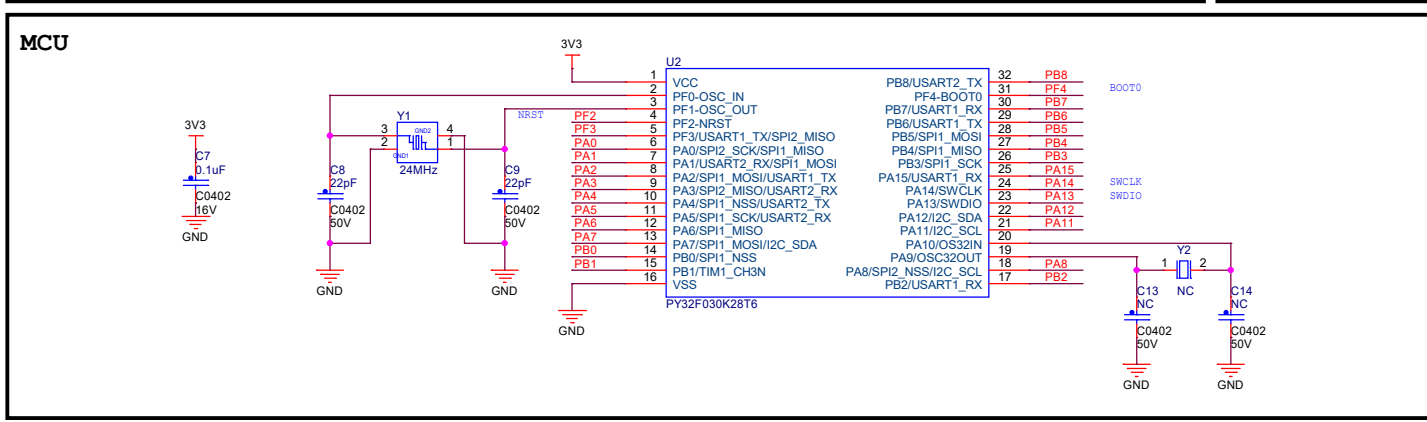 MCU
3V3
U2
1 VCC PB8/USART2_TX 32 PB8
2 PF0-OSC_IN PF4-BOOT0 31 PF4 BOOT0
3 PF1-OSC_OUT PB7/USART1_RX 30 PB7
NRST PF2 4 PF2-NRST PB6/USART1_TX 29 PB6
PF3 5 PF3/USART1_TX/SPI2_MISO PB5/SPI1_MOSI 28 PB5
PA0 6 PA0/SPI2_SCK/SPI1_MISO PB4/SPI1_MISO 27 PB4
PA1 7 PA1/USART2_RX/SPI1_MOSI PB3/SPI1_SCK 26 PB3
PA2 8 PA2/SPI1_MOSI/USART1_TX PA15/USART1_RX 25 PA15
PA3 9 PA3/SPI2_MISO/USART2_RX PA14/SWCLK 24 PA14 SWCLK
PA4 10 PA4/SPI1_NSS/USART2_TX PA13/SWDIO 23 PA13 SWDIO
PA5 11 PA5/SPI1_SCK/USART2_RX PA12/I2C_SDA 22 PA12
PA6 12 PA6/SPI1_MISO PA11/I2C_SCL 21 PA11
PA7 13 PA7/SPI1_MOSI/I2C_SDA PA10/OS32IN 20
PB0 14 PB0/SPI1_NSS PA9/OSC32OUT 19
PB1 15 PB1/TIM1_CH3N PA8/SPI2_NSS/I2C_SCL 18 PA8
16 VSS PB2/USART1_RX 17 PB2
PY32F030K28T6
GND
3V3
C7
0.1uF
C0402
16V
GND
Y1
3 GND2 4
2 GND1 1
24MHz
C8
22pF
C0402
50V
GND
C9
22pF
C0402
50V
GND
Y2
1 2
NC
C13
NC
C0402
50V
GND
C14
NC
C0402
50V
GND